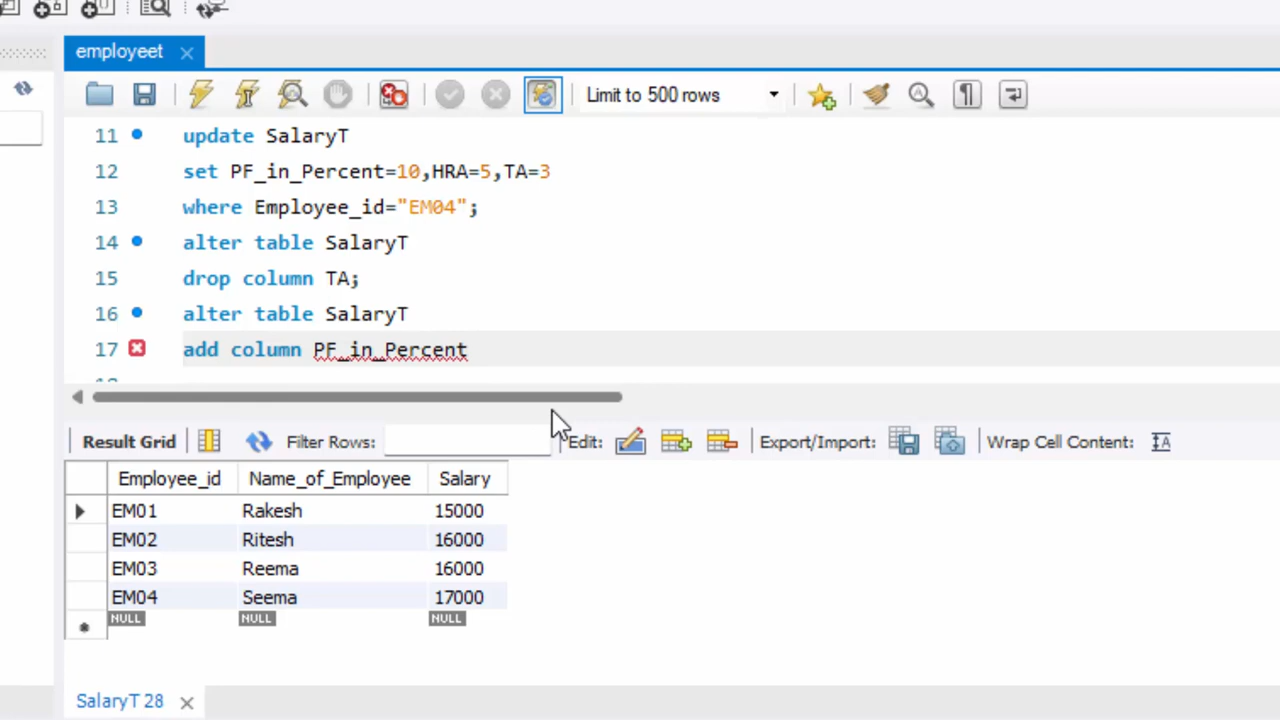 employeet
Limit to 500 rows
11 update SalaryT
12 set PF_in_Percent=10,HRA=5,TA=3
13 where Employee_id="EM04";
14 alter table SalaryT
15 drop column TA;
16 alter table SalaryT
17 add column PF_in_Percent
Result Grid Filter Rows: Edit: Export/Import: Wrap Cell Content:
Employee_id Name_of_Employee Salary
EM01 Rakesh 15000
EM02 Ritesh 16000
EM03 Reema 16000
EM04 Seema 17000
NULL NULL NULL
SalaryT 28